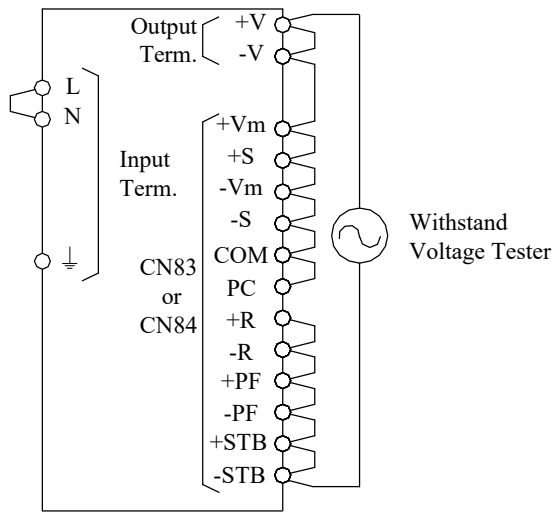 Output
Term.
+V
-V
L
N
Input
Term.
+Vm
+S
-Vm
-S
COM
PC
+R
-R
+PF
-PF
+STB
-STB
CN83
or
CN84
Withstand
Voltage Tester